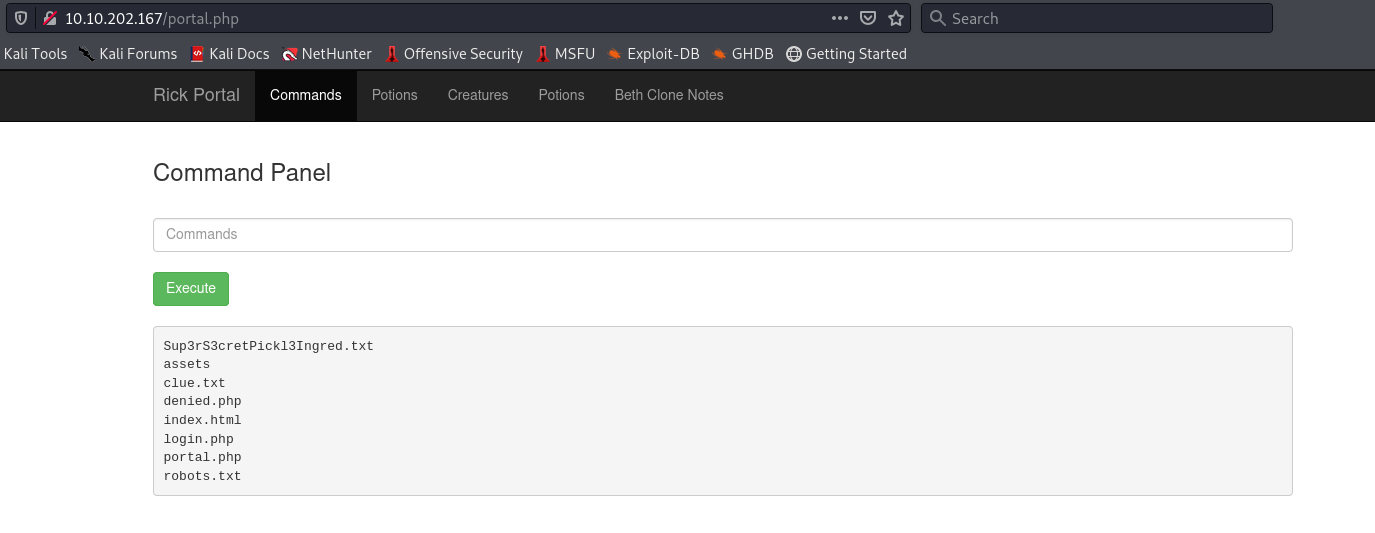 10.10.202.167/portal.php ••• Search
Kali Tools Kali Forums Kali Docs NetHunter Offensive Security MSFU Exploit-DB GHDB Getting Started
Rick Portal Commands Potions Creatures Potions Beth Clone Notes
Command Panel
Commands
Execute
Sup3rS3cretPickl3Ingred.txt
assets
clue.txt
denied.php
index.html
login.php
portal.php
robots.txt